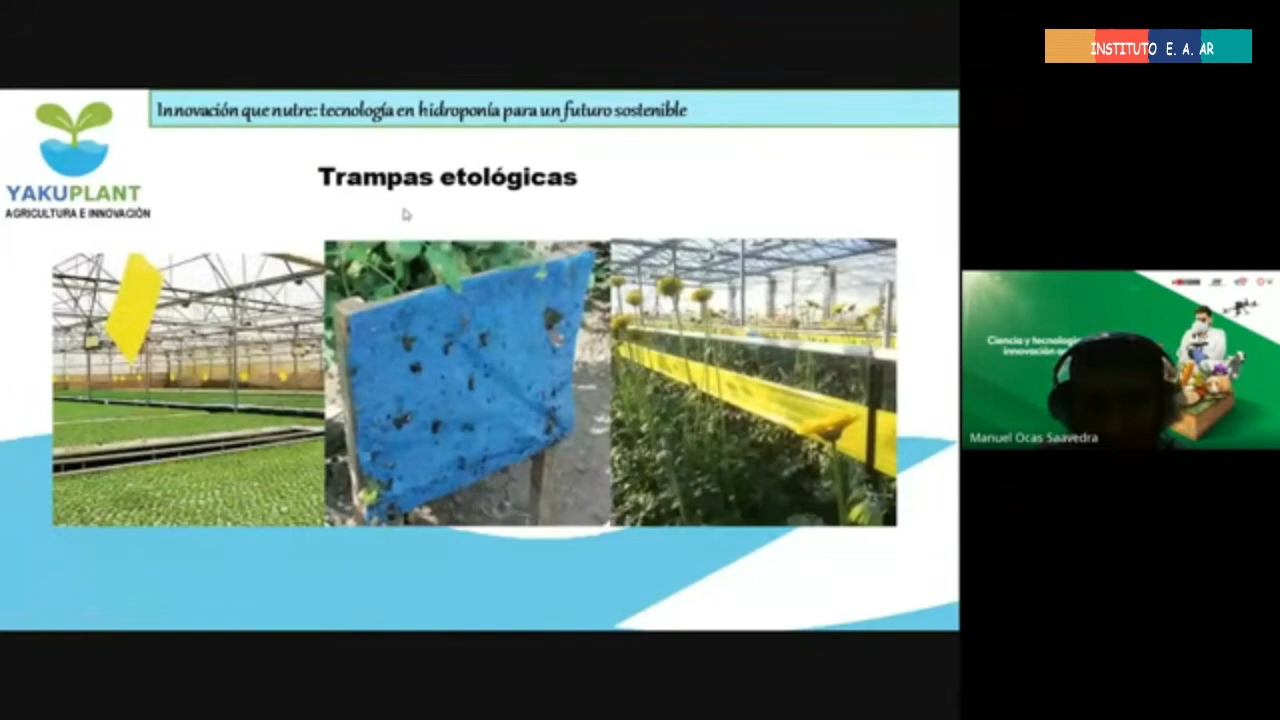 INSTITUTO E. A. AR
Innovación que nutre: tecnología en hidroponía para un futuro sostenible
YAKUPLANT
AGRICULTURA E INNOVACIÓN
Trampas etológicas
Ciencia y tecnología
innovación
Manuel Ocas Saavedra